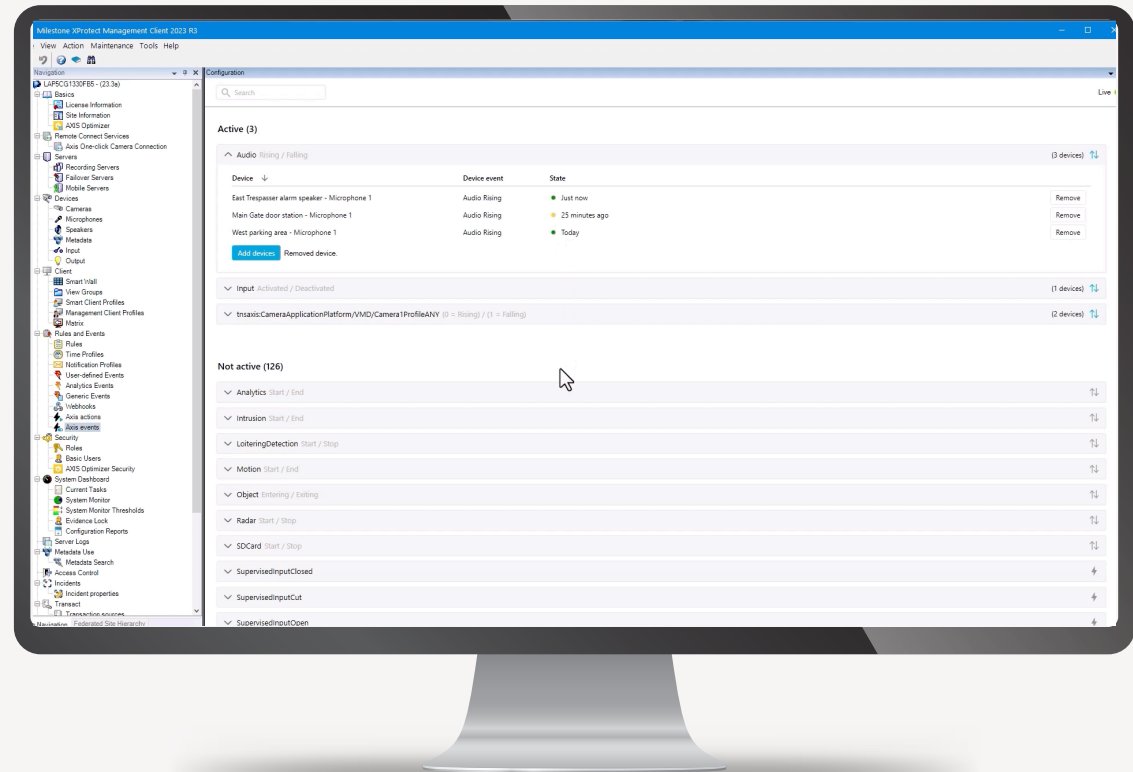 Milestone XProtect Management Client 2023 R3
View Action Maintenance Tools Help
Navigation
LAP5CG1330FB5 - (23.3a)
Basics
License Information
Site Information
AXIS Optimizer
Remote Connect Services
Axis One-click Camera Connection
Servers
Recording Servers
Failover Servers
Mobile Servers
Devices
Cameras
Microphones
Speakers
Metadata
Input
Output
Client
Smart Wall
View Groups
Smart Client Profiles
Management Client Profiles
Matrix
Rules and Events
Rules
Time Profiles
Notification Profiles
User-defined Events
Analytics Events
Generic Events
Webhooks
Axis actions
Axis events
Security
Roles
Basic Users
AXIS Optimizer Security
System Dashboard
Current Tasks
System Monitor
System Monitor Thresholds
Evidence Lock
Configuration Reports
Server Logs
Metadata Use
Metadata Search
Access Control
Incidents
Incident properties
Transact
Transaction sources
Navigation Federated Site Hierarchy
Configuration
Search
Live
Active (3)
Audio Rising / Falling (3 devices)
Device Device event State
East Trespasser alarm speaker - Microphone 1 Audio Rising Just now Remove
Main Gate door station - Microphone 1 Audio Rising 25 minutes ago Remove
West parking area - Microphone 1 Audio Rising Today Remove
Add devices Removed device.
Input Activated / Deactivated (1 devices)
tnsaxis:CameraApplicationPlatform/VMD/Camera1ProfileANY (0 = Rising) / (1 = Falling) (2 devices)
Not active (126)
Analytics Start / End
Intrusion Start / End
LoiteringDetection Start / Stop
Motion Start / End
Object Entering / Exiting
Radar Start / Stop
SDCard Start / Stop
SupervisedInputClosed
SupervisedInputCut
SupervisedInputOpen